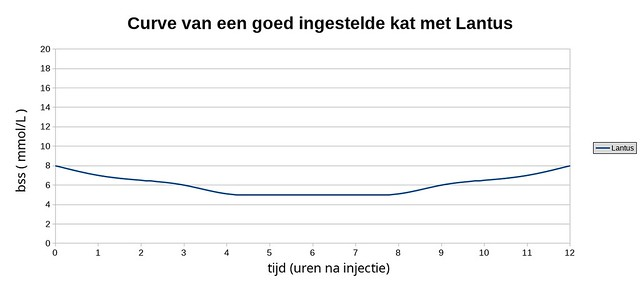 Curve van een goed ingestelde kat met Lantus
20
18
16
14
12
10
8
6
4
2
0
bss ( mmol/L )
0 1 2 3 4 5 6 7 8 9 10 11 12
tijd (uren na injectie)
Lantus